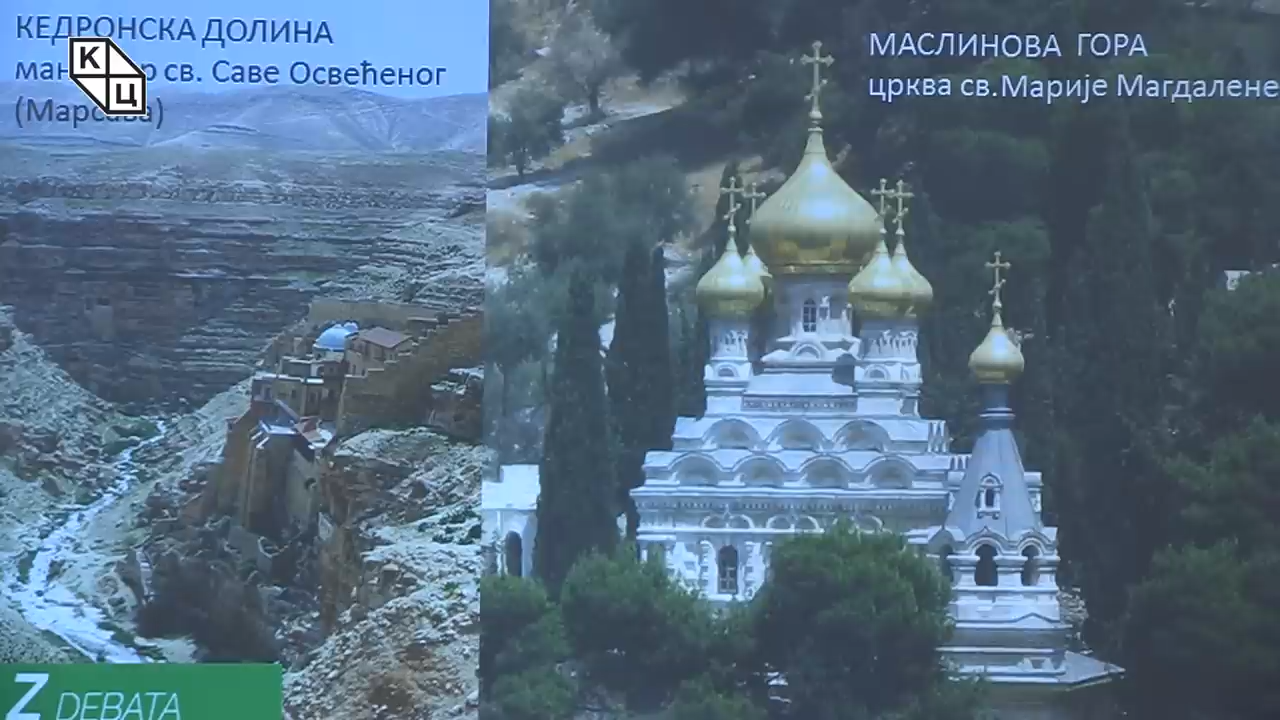 КЕДРОНСКА ДОЛИНА
св. Саве Освећеног
МАСЛИНОВА ГОРА
црква св.Марије Магдалене
К
Ц
Z DEBATA